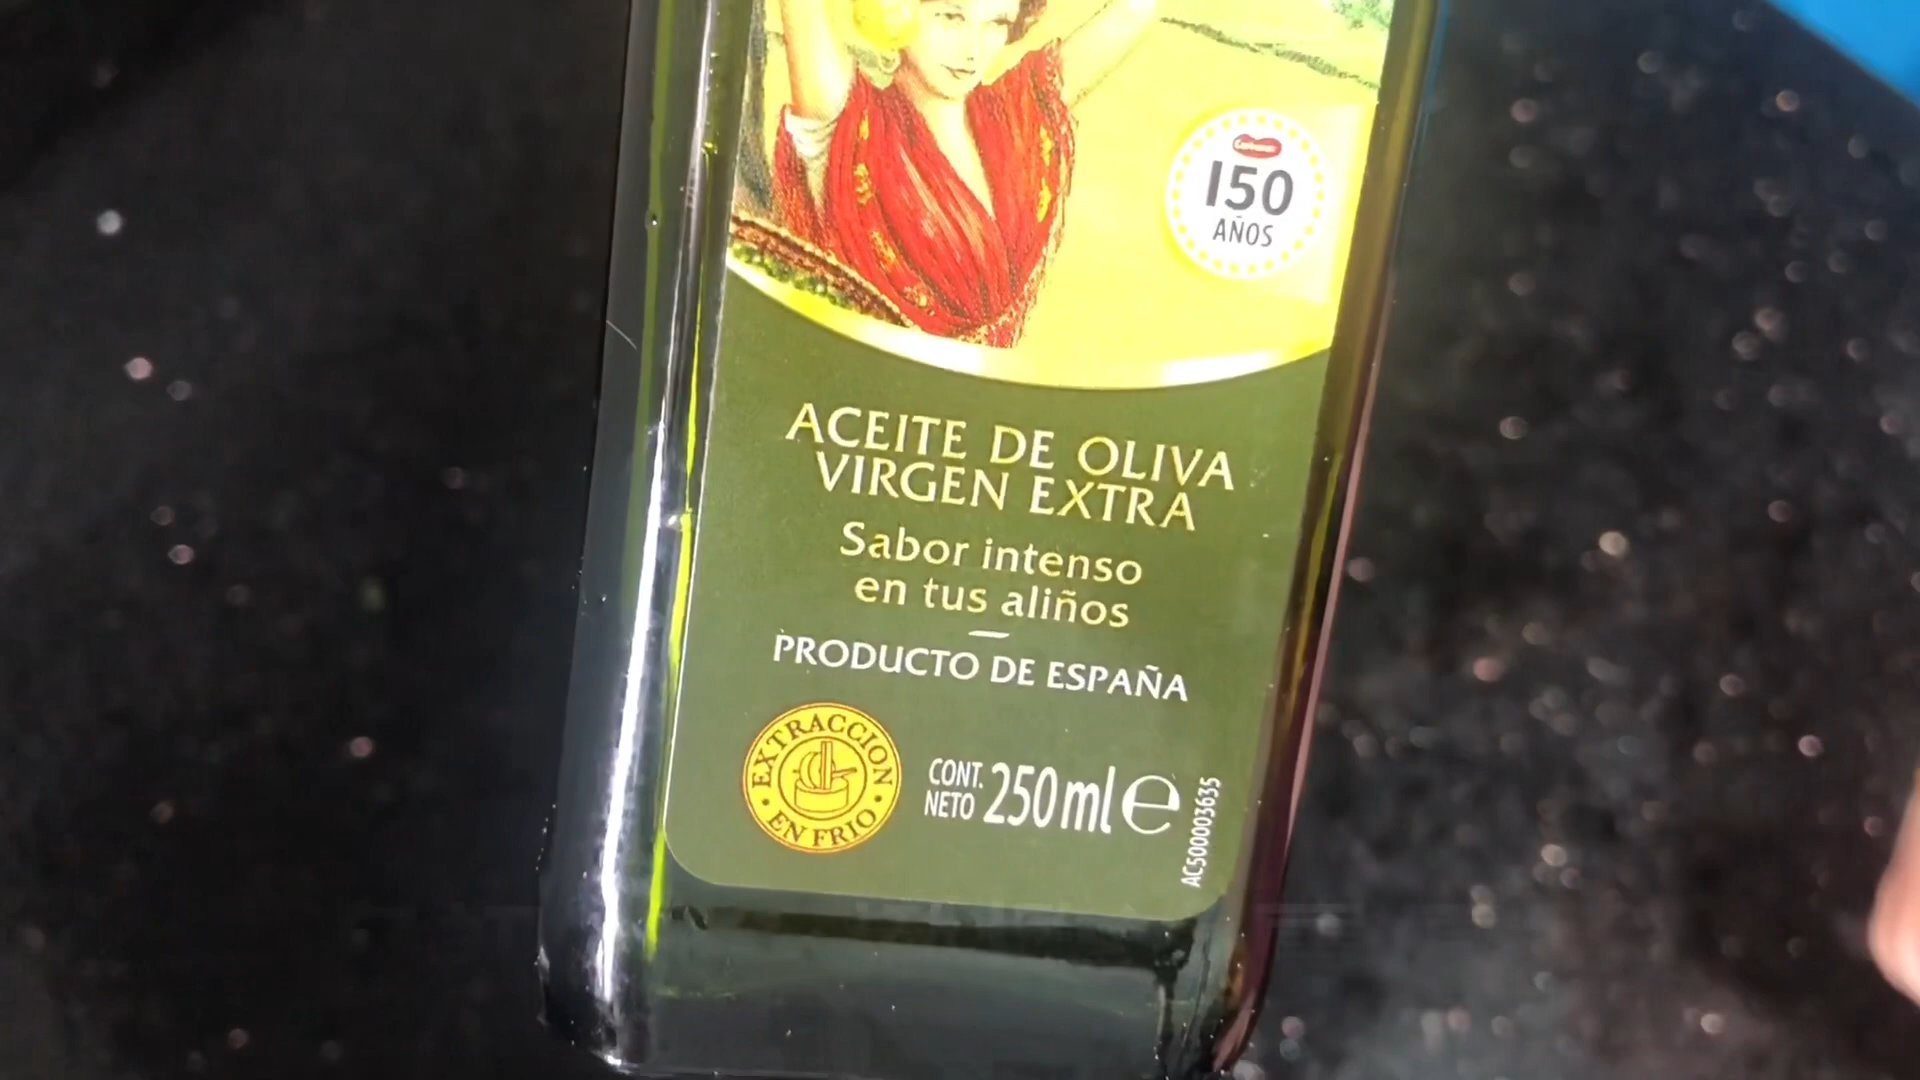 Carbonell
150
AÑOS
ACEITE DE OLIVA
VIRGEN EXTRA
Sabor intenso
en tus aliños
PRODUCTO DE ESPAÑA
EXTRACCION
EN FRIO
CONT.
NETO 250ml e
AC500003635